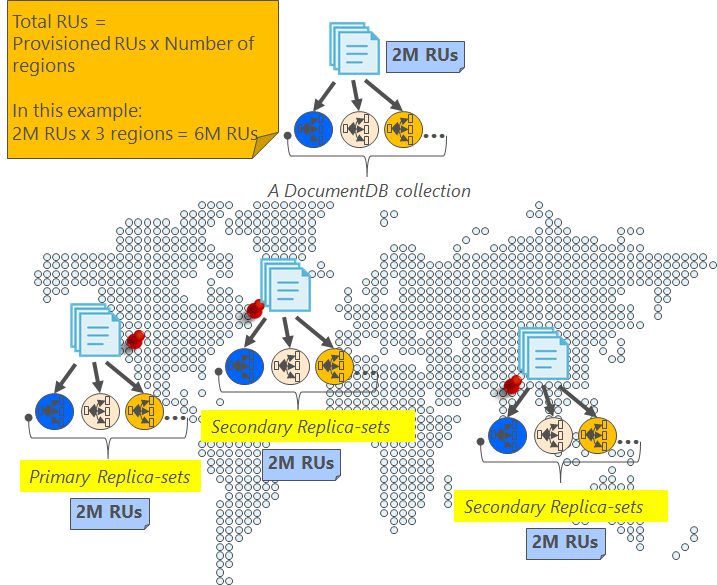 Total RUs =
Provisioned RUs x Number of
regions
In this example:
2M RUs x 3 regions = 6M RUs
2M RUs
...
A DocumentDB collection
...
Secondary Replica-sets
2M RUs
...
Primary Replica-sets
2M RUs
...
Secondary Replica-sets
2M RUs